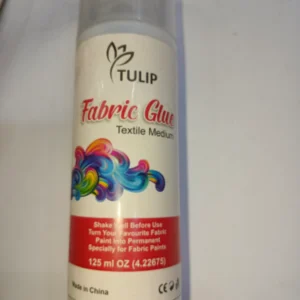 TULIP
Fabric Glue
Textile Medium
Shake Well Before Use
Turn Your Favourite Fabric
Paint Into Permanent
Specially for Fabric Paints
125 ml OZ (4.22675)
Made in China
CE